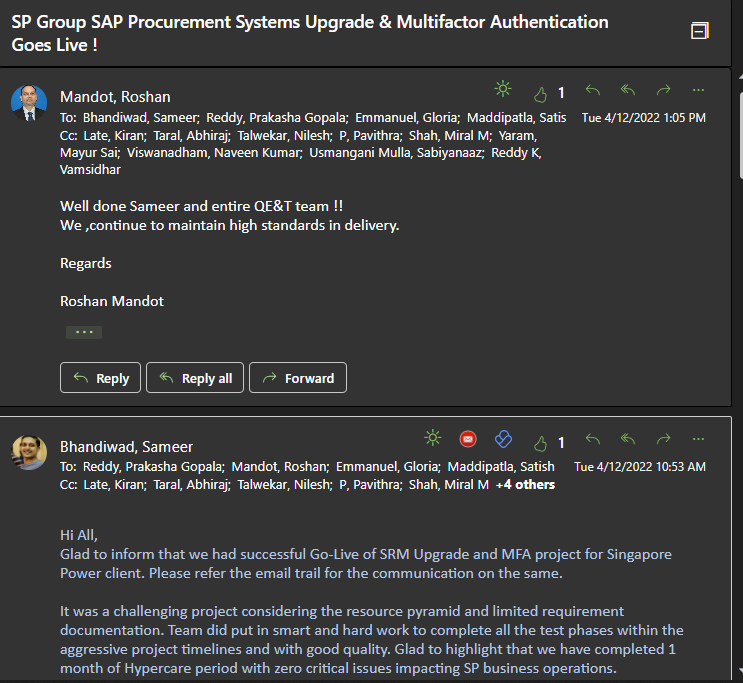 SP Group SAP Procurement Systems Upgrade & Multifactor Authentication
Goes Live !
Mandot, Roshan
1
To: Bhandiwad, Sameer; Reddy, Prakasha Gopala; Emmanuel, Gloria; Maddipatla, Satis
Tue 4/12/2022 1:05 PM
Cc: Late, Kiran; Taral, Abhiraj; Talwekar, Nilesh; P, Pavithra; Shah, Miral M; Yaram,
Mayur Sai; Viswanadham, Naveen Kumar; Usmangani Mulla, Sabiyanaaz; Reddy K,
Vamsidhar
Well done Sameer and entire QE&T team !!
We ,continue to maintain high standards in delivery.
Regards
Roshan Mandot
Reply
Reply all
Forward
Bhandiwad, Sameer
1
To: Reddy, Prakasha Gopala; Mandot, Roshan; Emmanuel, Gloria; Maddipatla, Satish
Tue 4/12/2022 10:53 AM
Cc: Late, Kiran; Taral, Abhiraj; Talwekar, Nilesh; P, Pavithra; Shah, Miral M +4 others
Hi All,
Glad to inform that we had successful Go-Live of SRM Upgrade and MFA project for Singapore
Power client. Please refer the email trail for the communication on the same.
It was a challenging project considering the resource pyramid and limited requirement
documentation. Team did put in smart and hard work to complete all the test phases within the
aggressive project timelines and with good quality. Glad to highlight that we have completed 1
month of Hypercare period with zero critical issues impacting SP business operations.